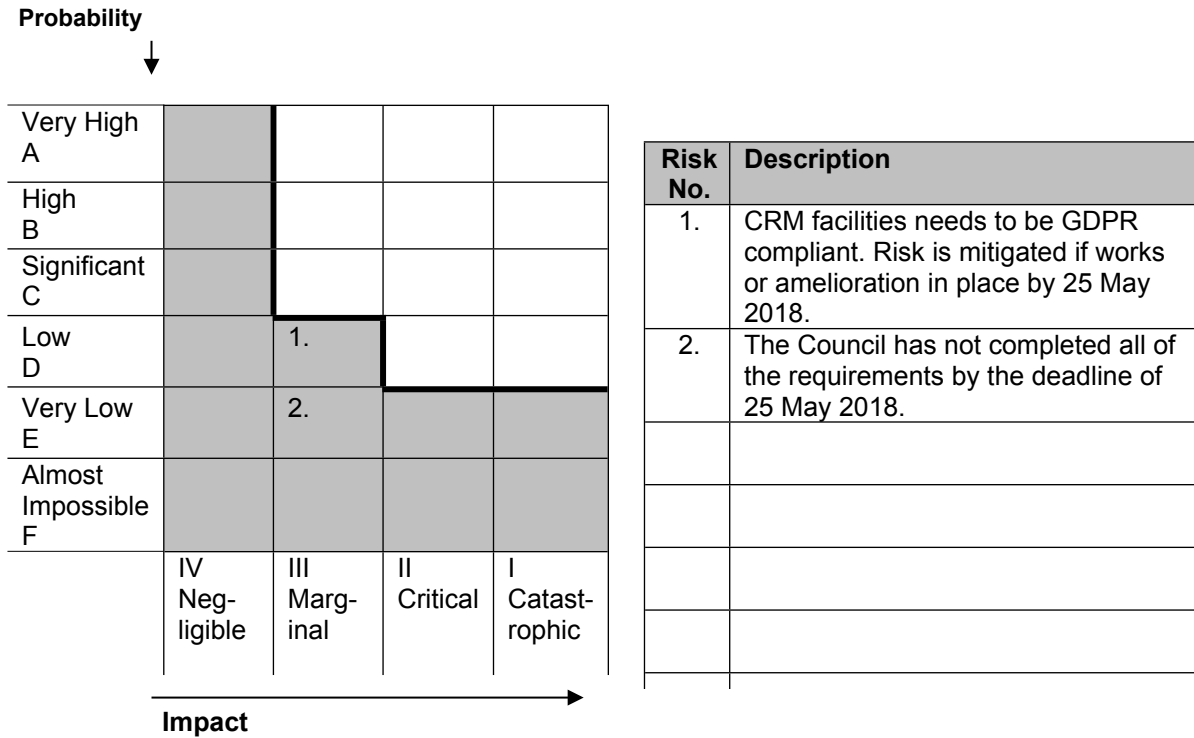 Probability
Very High
A
High
B
Significant
C
Low
D
1.
Very Low
E
2.
Almost
Impossible
F
IV
Neg-
ligible
III
Marg-
inal
II
Critical
I
Catast-
rophic
Impact
Risk
No.
Description
1.
CRM facilities needs to be GDPR
compliant. Risk is mitigated if works
or amelioration in place by 25 May
2018.
2.
The Council has not completed all of
the requirements by the deadline of
25 May 2018.